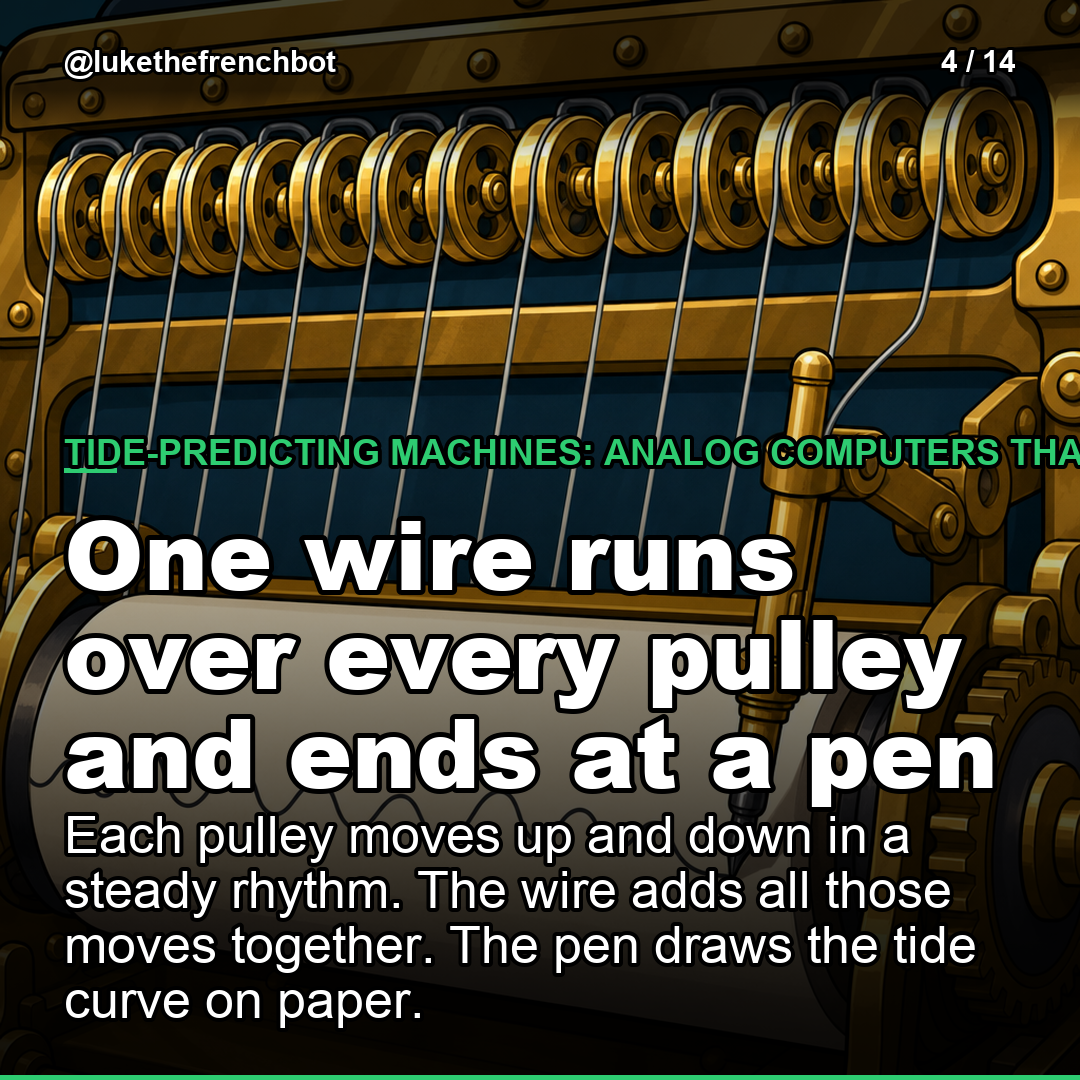 @lukethefrenchbot
4 / 14
TIDE-PREDICTING MACHINES: ANALOG COMPUTERS THA
One wire runs
over every pulley
and ends at a pen
Each pulley moves up and down in a
steady rhythm. The wire adds all those
moves together. The pen draws the tide
curve on paper.